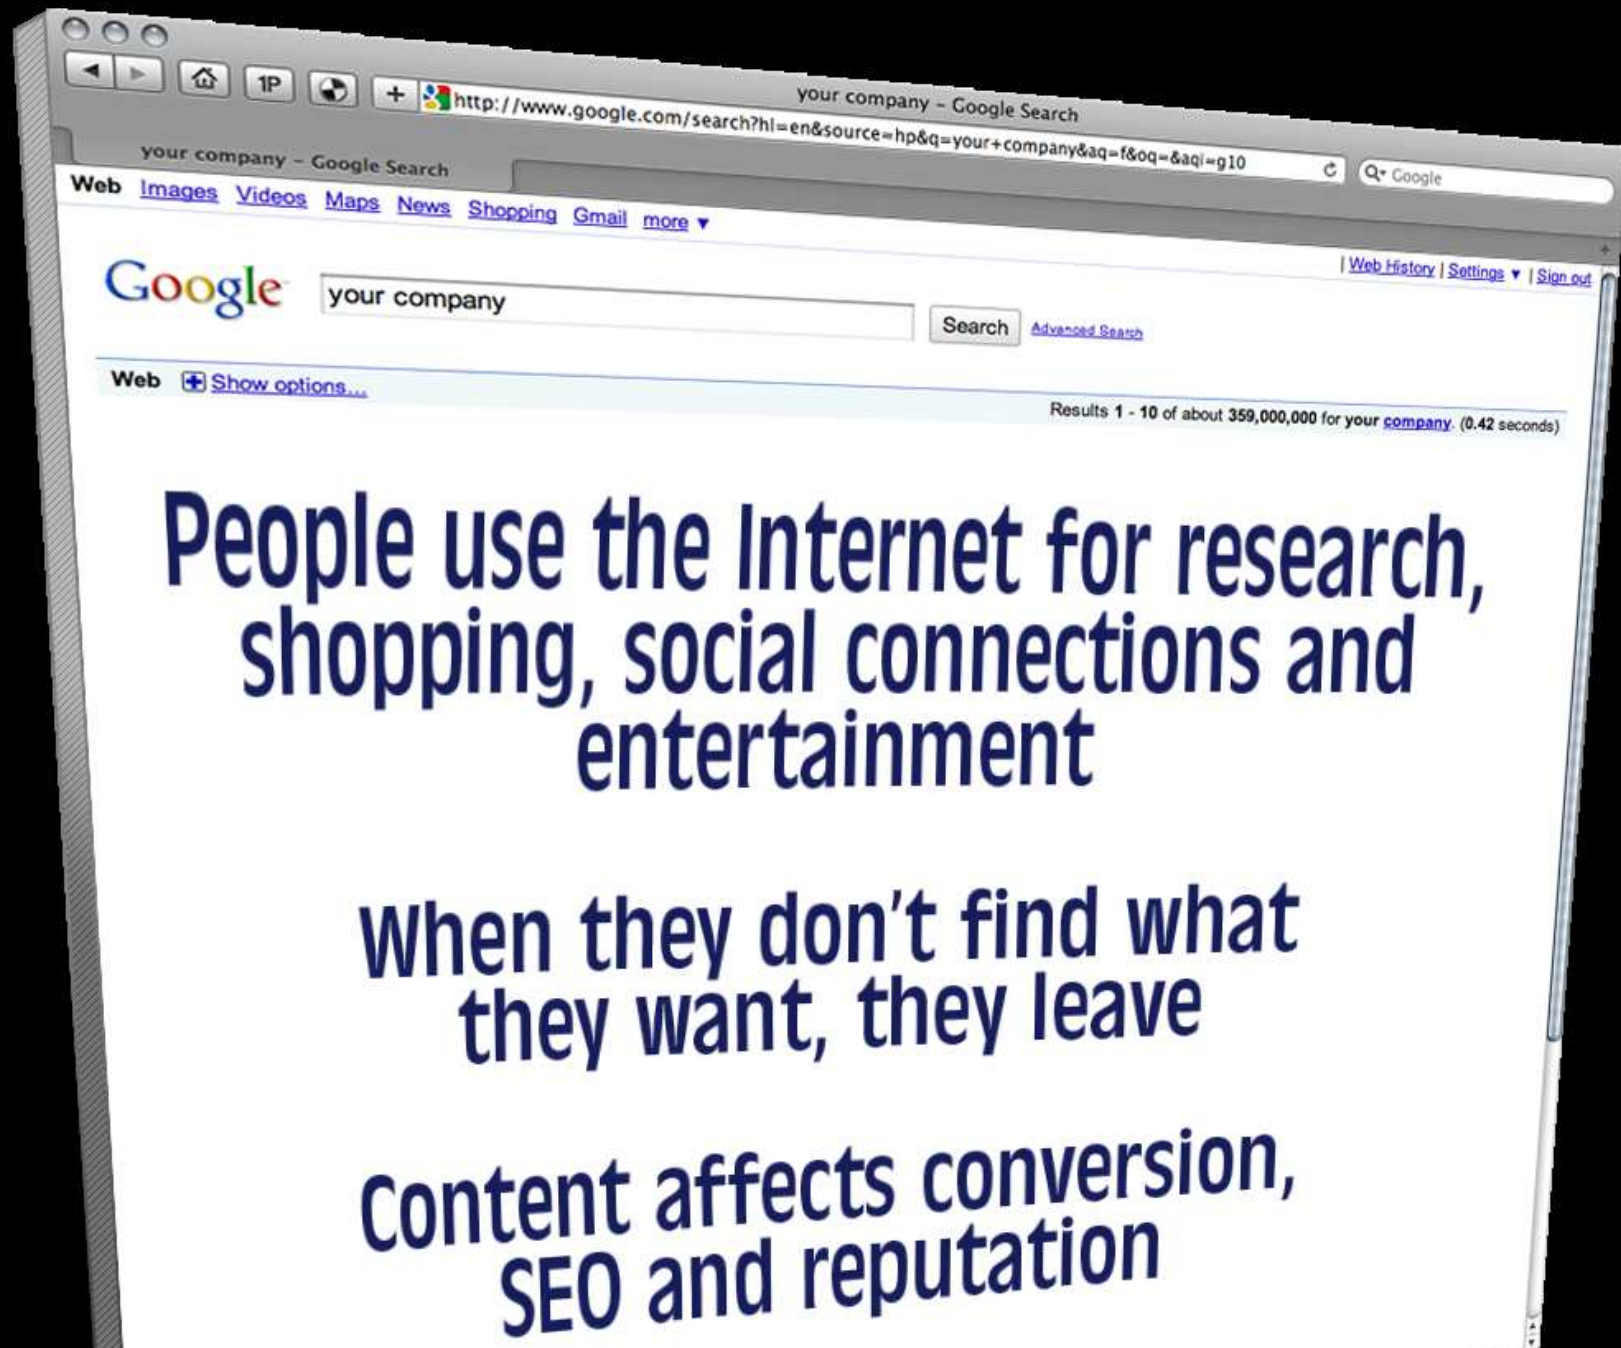 your company – Google Search
1P
+ http://www.google.com/search?hl=en&source=hp&q=your+company&aq=f&oq=&aqi=g10
Google
your company – Google Search
Web Images Videos Maps News Shopping Gmail more ▼
| Web History | Settings ▼ | Sign out
Google your company Search Advanced Search
Web Show options...
Results 1 - 10 of about 359,000,000 for your company. (0.42 seconds)
People use the Internet for research,
shopping, social connections and
entertainment
When they don’t find what
they want, they leave
Content affects conversion,
SEO and reputation